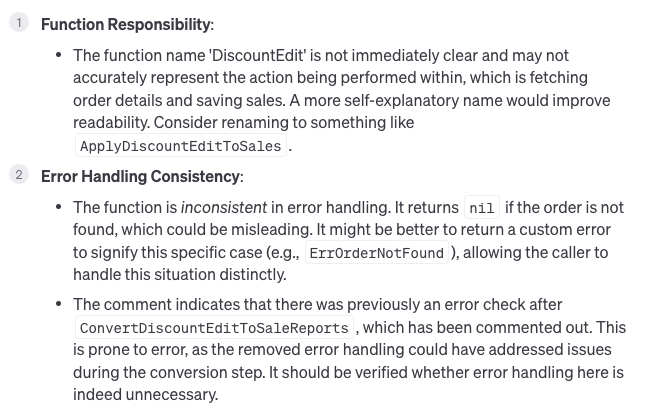 1 Function Responsibility:
• The function name 'DiscountEdit' is not immediately clear and may not
accurately represent the action being performed within, which is fetching
order details and saving sales. A more self-explanatory name would improve
readability. Consider renaming to something like
ApplyDiscountEditToSales .
2 Error Handling Consistency:
• The function is inconsistent in error handling. It returns nil if the order is not
found, which could be misleading. It might be better to return a custom error
to signify this specific case (e.g., ErrOrderNotFound ), allowing the caller to
handle this situation distinctly.
• The comment indicates that there was previously an error check after
ConvertDiscountEditToSaleReports , which has been commented out. This
is prone to error, as the removed error handling could have addressed issues
during the conversion step. It should be verified whether error handling here is
indeed unnecessary.